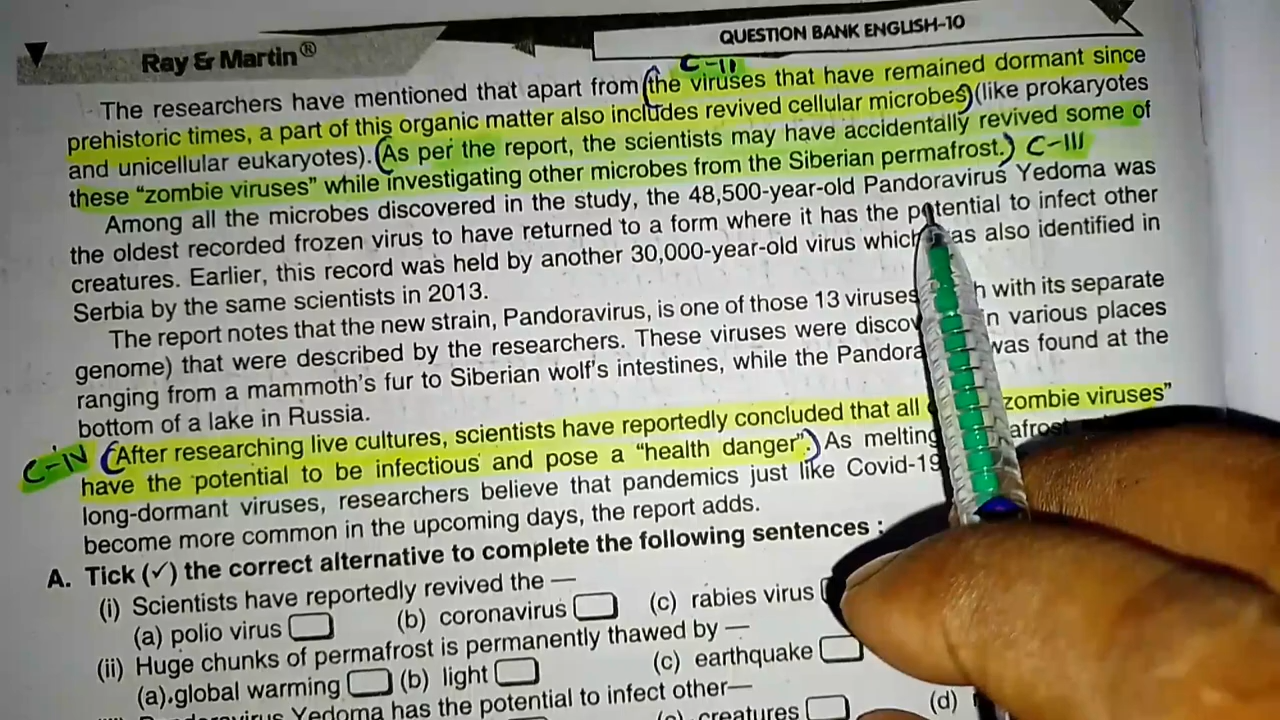 Ray & Martin®
QUESTION BANK ENGLISH-10
C-II
The researchers have mentioned that apart from (the viruses that have remained dormant since
prehistoric times, a part of this organic matter also includes revived cellular microbes) (like prokaryotes
and unicellular eukaryotes). (As per the report, the scientists may have accidentally revived some of
these “zombie viruses” while investigating other microbes from the Siberian permafrost.) C-III
Among all the microbes discovered in the study, the 48,500-year-old Pandoravirus Yedoma was
the oldest recorded frozen virus to have returned to a form where it has the potential to infect other
creatures. Earlier, this record was held by another 30,000-year-old virus which was also identified in
Serbia by the same scientists in 2013.
The report notes that the new strain, Pandoravirus, is one of those 13 viruses with its separate
genome) that were described by the researchers. These viruses were in various places
ranging from a mammoth's fur to Siberian wolf's intestines, while the was found at the
bottom of a lake in Russia.
C-IV (After researching live cultures, scientists have reportedly concluded that all zombie viruses”
have the potential to be infectious and pose a “health danger”.) As melting
long-dormant viruses, researchers believe that pandemics just like Covid-19
become more common in the upcoming days, the report adds.
A. Tick (✓) the correct alternative to complete the following sentences :
(i) Scientists have reportedly revived the —
(a) polio virus (b) coronavirus (c) rabies virus
(ii) Huge chunks of permafrost is permanently thawed by —
(a) global warming (b) light (c) earthquake
Yedoma has the potential to infect other—
creatures (d)